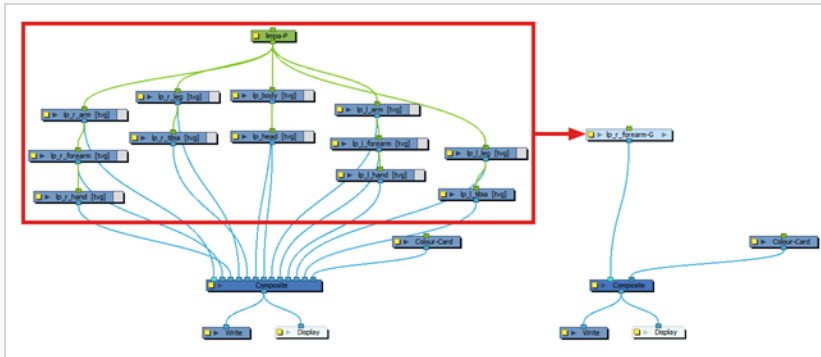 limpa-P
lp_r_leg [tvg]
lp_body [tvg]
lp_r_arm [tvg]
lp_l_arm [tvg]
lp_r_tibia [tvg]
lp_head [tvg]
lp_r_forearm-G
lp_r_forearm [tvg]
lp_l_forearm [tvg]
lp_l_leg [tvg]
lp_l_hand [tvg]
lp_r_hand [tvg]
lp_l_tibia [tvg]
Colour-Card
Colour-Card
Composite
Composite
Write
Display
Write
Display